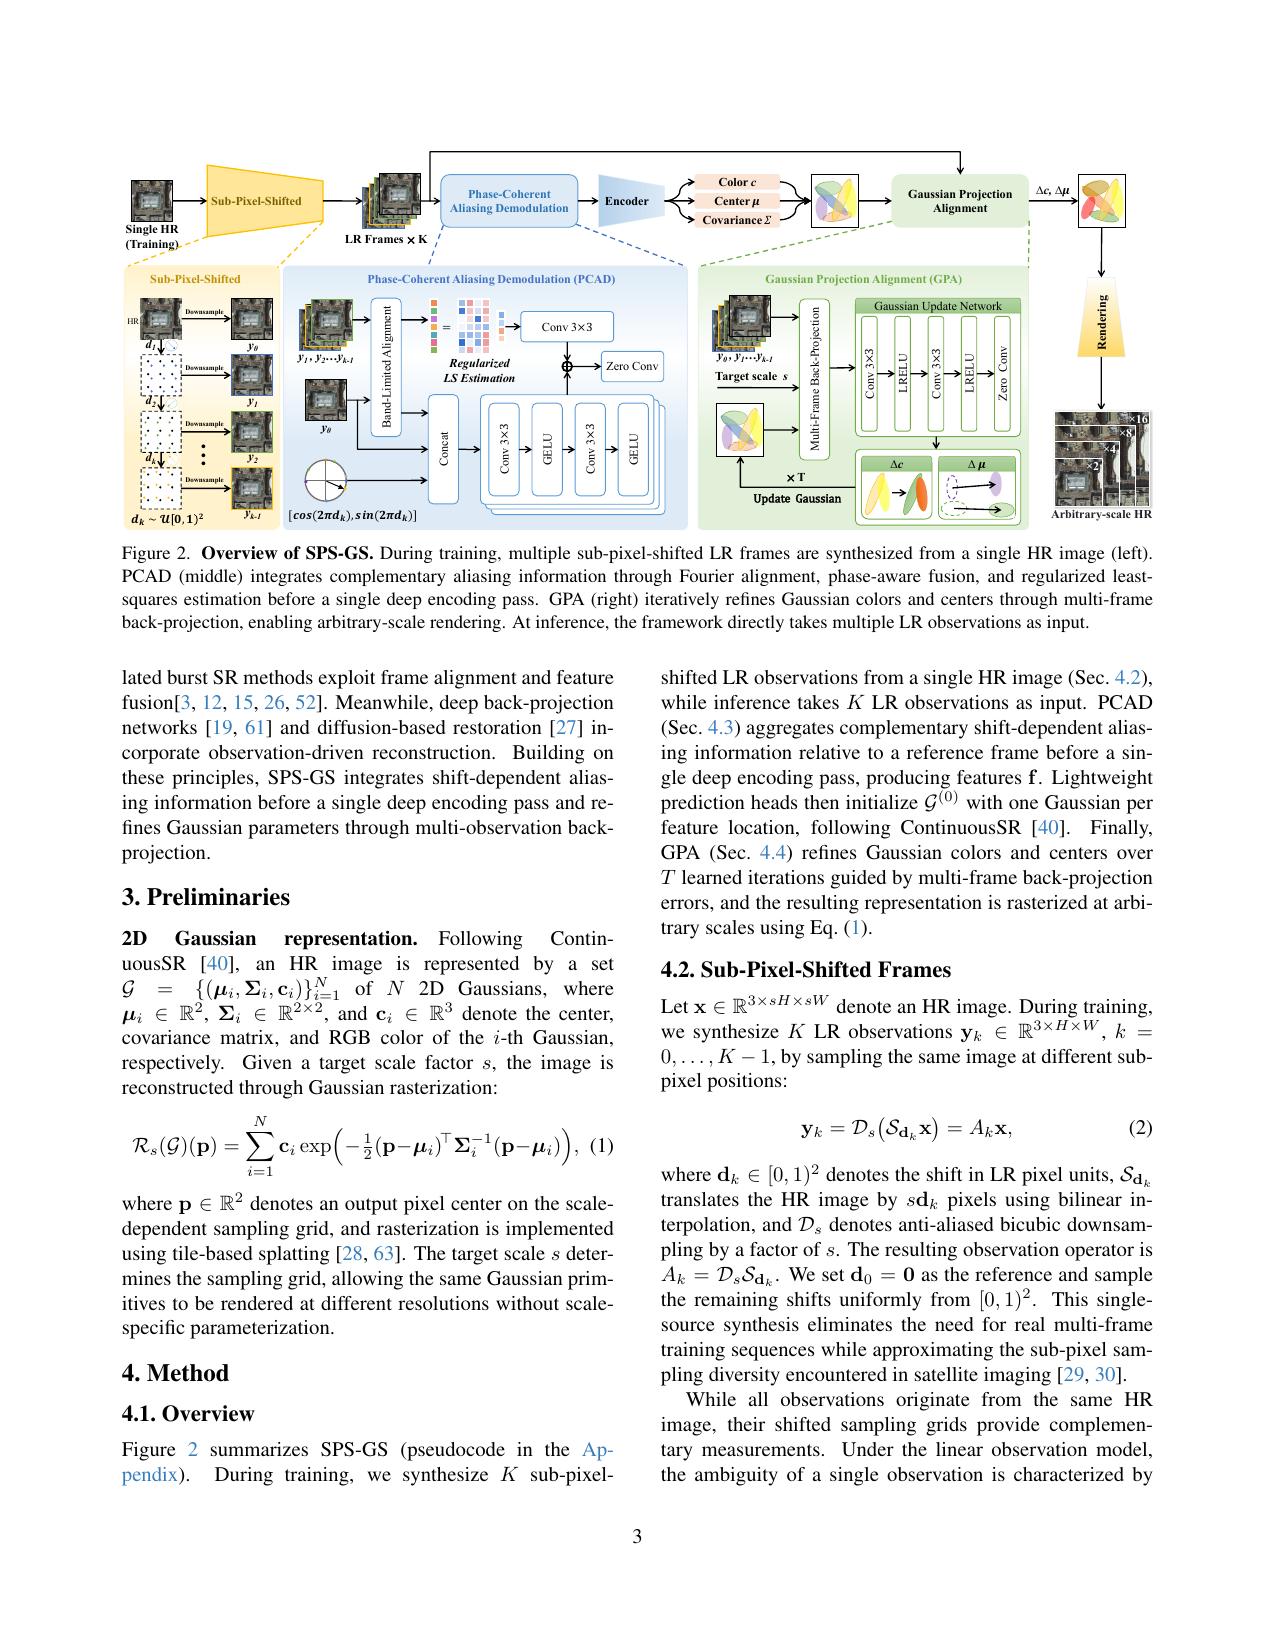 Single HR
(Training)
Sub-Pixel-Shifted
LR Frames × K
Phase-Coherent
Aliasing Demodulation
Encoder
Color c
Center μ
Covariance Σ
Gaussian Projection
Alignment
Δc, Δμ
Sub-Pixel-Shifted
HR
Downsample
y₀
d₁
Downsample
y₁
d₂
Downsample
y₂
dₖ
Downsample
yₖ₋₁
dₖ ~ 𝒰[0,1)²
Phase-Coherent Aliasing Demodulation (PCAD)
y₁, y₂…yₖ₋₁
y₀
[cos(2πdₖ),sin(2πdₖ)]
Band-Limited Alignment
=
Regularized
LS Estimation
Conv 3×3
Zero Conv
Concat
Conv 3×3
GELU
Conv 3×3
GELU
Gaussian Projection Alignment (GPA)
y₀, y₁…yₖ₋₁
Target scale s
Multi-Frame Back-Projection
Gaussian Update Network
Conv 3×3
LRELU
Conv 3×3
LRELU
Zero Conv
Δc
Δ μ
× T
Update Gaussian
Rendering
×16
×8
×4
×2
Arbitrary-scale HR
Figure 2. Overview of SPS-GS. During training, multiple sub-pixel-shifted LR frames are synthesized from a single HR image (left).
PCAD (middle) integrates complementary aliasing information through Fourier alignment, phase-aware fusion, and regularized least-
squares estimation before a single deep encoding pass. GPA (right) iteratively refines Gaussian colors and centers through multi-frame
back-projection, enabling arbitrary-scale rendering. At inference, the framework directly takes multiple LR observations as input.
lated burst SR methods exploit frame alignment and feature
fusion[3, 12, 15, 26, 52]. Meanwhile, deep back-projection
networks [19, 61] and diffusion-based restoration [27] in-
corporate observation-driven reconstruction. Building on
these principles, SPS-GS integrates shift-dependent alias-
ing information before a single deep encoding pass and re-
fines Gaussian parameters through multi-observation back-
projection.
3. Preliminaries
2D Gaussian representation. Following Contin-
uousSR [40], an HR image is represented by a set
𝒢 = {(μᵢ, Σᵢ, cᵢ)}ᵢ₌₁ᴺ of N 2D Gaussians, where
μᵢ ∈ ℝ², Σᵢ ∈ ℝ²ˣ², and cᵢ ∈ ℝ³ denote the center,
covariance matrix, and RGB color of the i-th Gaussian,
respectively. Given a target scale factor s, the image is
reconstructed through Gaussian rasterization:
ℛₛ(𝒢)(p) = ∑ᵢ₌₁ᴺ cᵢ exp(−½(p−μᵢ)ᵀΣᵢ⁻¹(p−μᵢ)), (1)
where p ∈ ℝ² denotes an output pixel center on the scale-
dependent sampling grid, and rasterization is implemented
using tile-based splatting [28, 63]. The target scale s deter-
mines the sampling grid, allowing the same Gaussian prim-
itives to be rendered at different resolutions without scale-
specific parameterization.
4. Method
4.1. Overview
Figure 2 summarizes SPS-GS (pseudocode in the Ap-
pendix). During training, we synthesize K sub-pixel-
shifted LR observations from a single HR image (Sec. 4.2),
while inference takes K LR observations as input. PCAD
(Sec. 4.3) aggregates complementary shift-dependent alias-
ing information relative to a reference frame before a sin-
gle deep encoding pass, producing features f. Lightweight
prediction heads then initialize 𝒢⁽⁰⁾ with one Gaussian per
feature location, following ContinuousSR [40]. Finally,
GPA (Sec. 4.4) refines Gaussian colors and centers over
T learned iterations guided by multi-frame back-projection
errors, and the resulting representation is rasterized at arbi-
trary scales using Eq. (1).
4.2. Sub-Pixel-Shifted Frames
Let x ∈ ℝ³ˣˢᴴˣˢᵂ denote an HR image. During training,
we synthesize K LR observations yₖ ∈ ℝ³ˣᴴˣᵂ, k =
0, . . . , K − 1, by sampling the same image at different sub-
pixel positions:
yₖ = 𝒟ₛ(𝒮_dₖ x) = Aₖx, (2)
where dₖ ∈ [0, 1)² denotes the shift in LR pixel units, 𝒮_dₖ
translates the HR image by sdₖ pixels using bilinear in-
terpolation, and 𝒟ₛ denotes anti-aliased bicubic downsam-
pling by a factor of s. The resulting observation operator is
Aₖ = 𝒟ₛ𝒮_dₖ. We set d₀ = 0 as the reference and sample
the remaining shifts uniformly from [0, 1)². This single-
source synthesis eliminates the need for real multi-frame
training sequences while approximating the sub-pixel sam-
pling diversity encountered in satellite imaging [29, 30].
While all observations originate from the same HR
image, their shifted sampling grids provide complemen-
tary measurements. Under the linear observation model,
the ambiguity of a single observation is characterized by
3